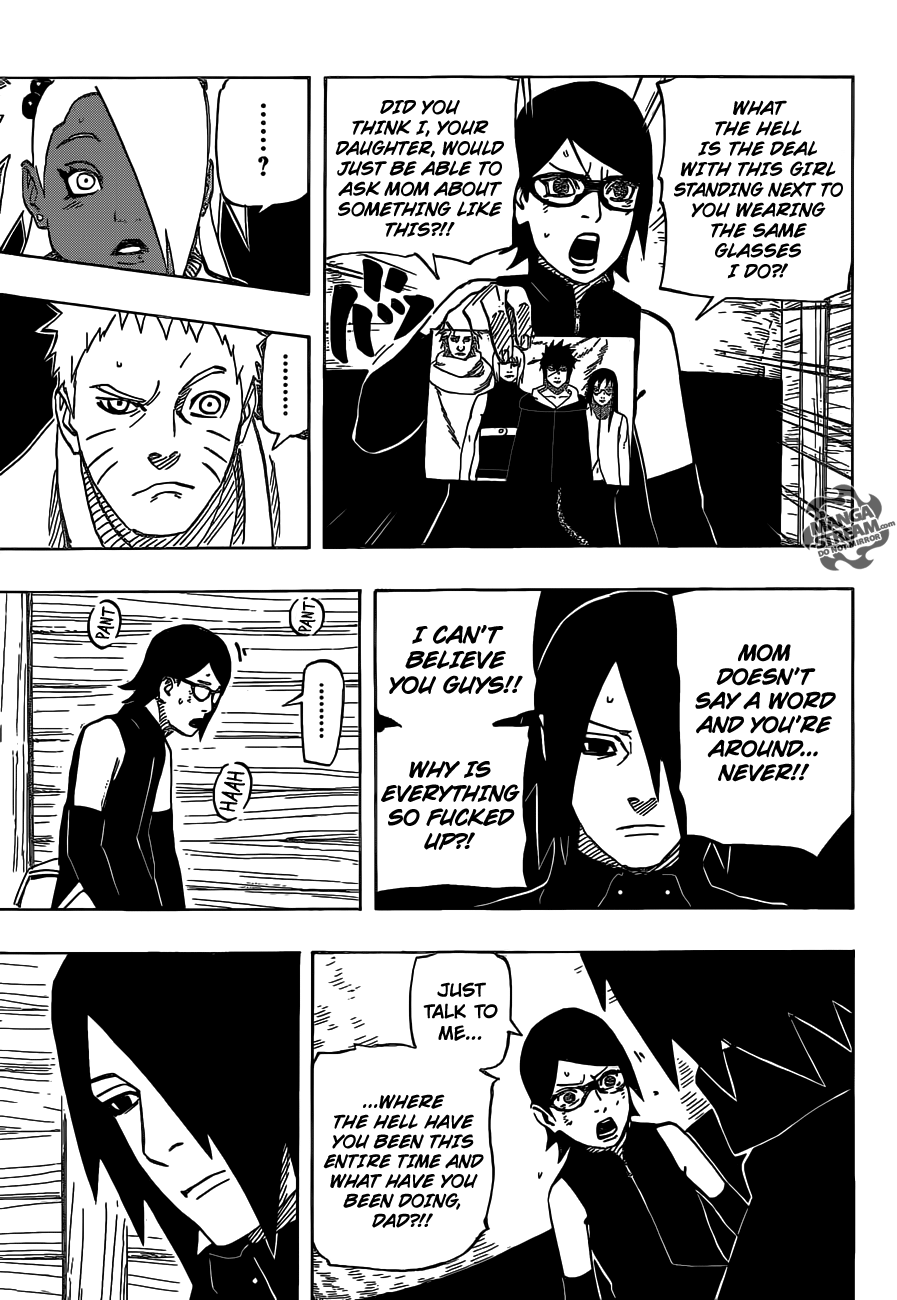 WHAT
THE HELL
IS THE DEAL
WITH THIS GIRL
STANDING NEXT TO
YOU WEARING
THE SAME
GLASSES
I DO?!
DID YOU
THINK I, YOUR
DAUGHTER, WOULD
JUST BE ABLE TO
ASK MOM ABOUT
SOMETHING LIKE
THIS?!!
バンッ
........?
........
MANGA
STREAM.com
DO NOT MIRROR
MOM
DOESN'T
SAY A WORD
AND YOU'RE
AROUND...
NEVER!!
I CAN'T
BELIEVE
YOU GUYS!!
WHY IS
EVERYTHING
SO FUCKED
UP?!
PANT
........
PANT
HAAH
JUST
TALK TO
ME...
...WHERE
THE HELL HAVE
YOU BEEN THIS
ENTIRE TIME AND
WHAT HAVE YOU
BEEN DOING,
DAD?!!